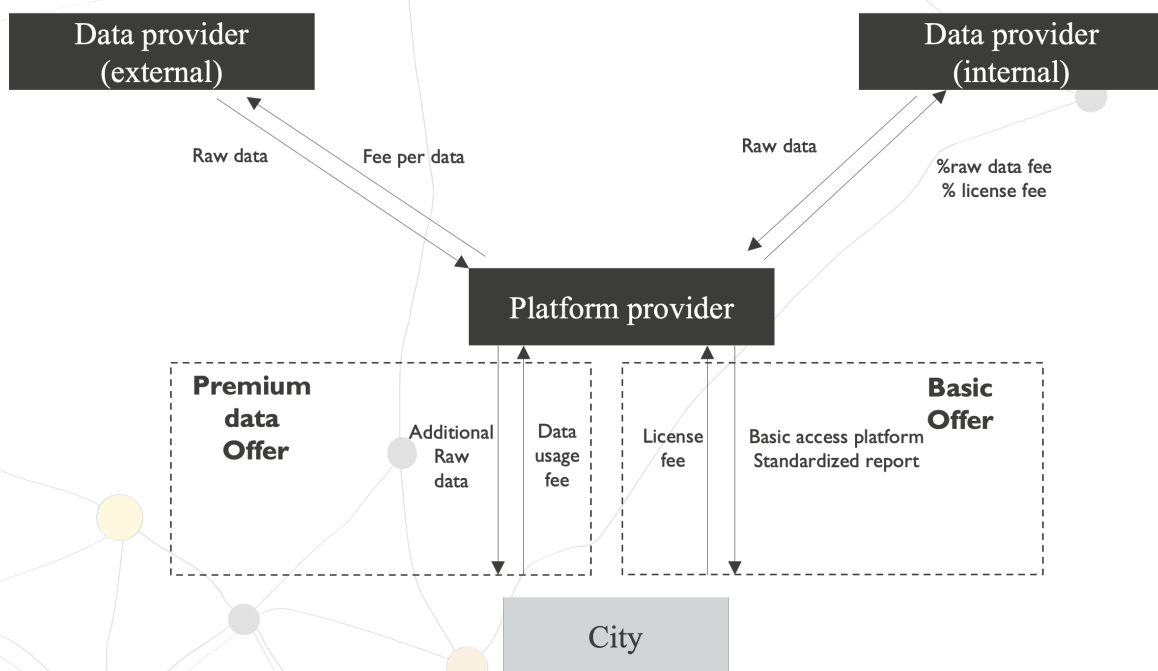 Data provider
(external)
Data provider
(internal)
Raw data
Fee per data
Raw data
%raw data fee
% license fee
Platform provider
Premium
data
Offer
Additional
Raw
data
Data
usage
fee
License
fee
Basic access platform
Standardized report
Basic
Offer
City